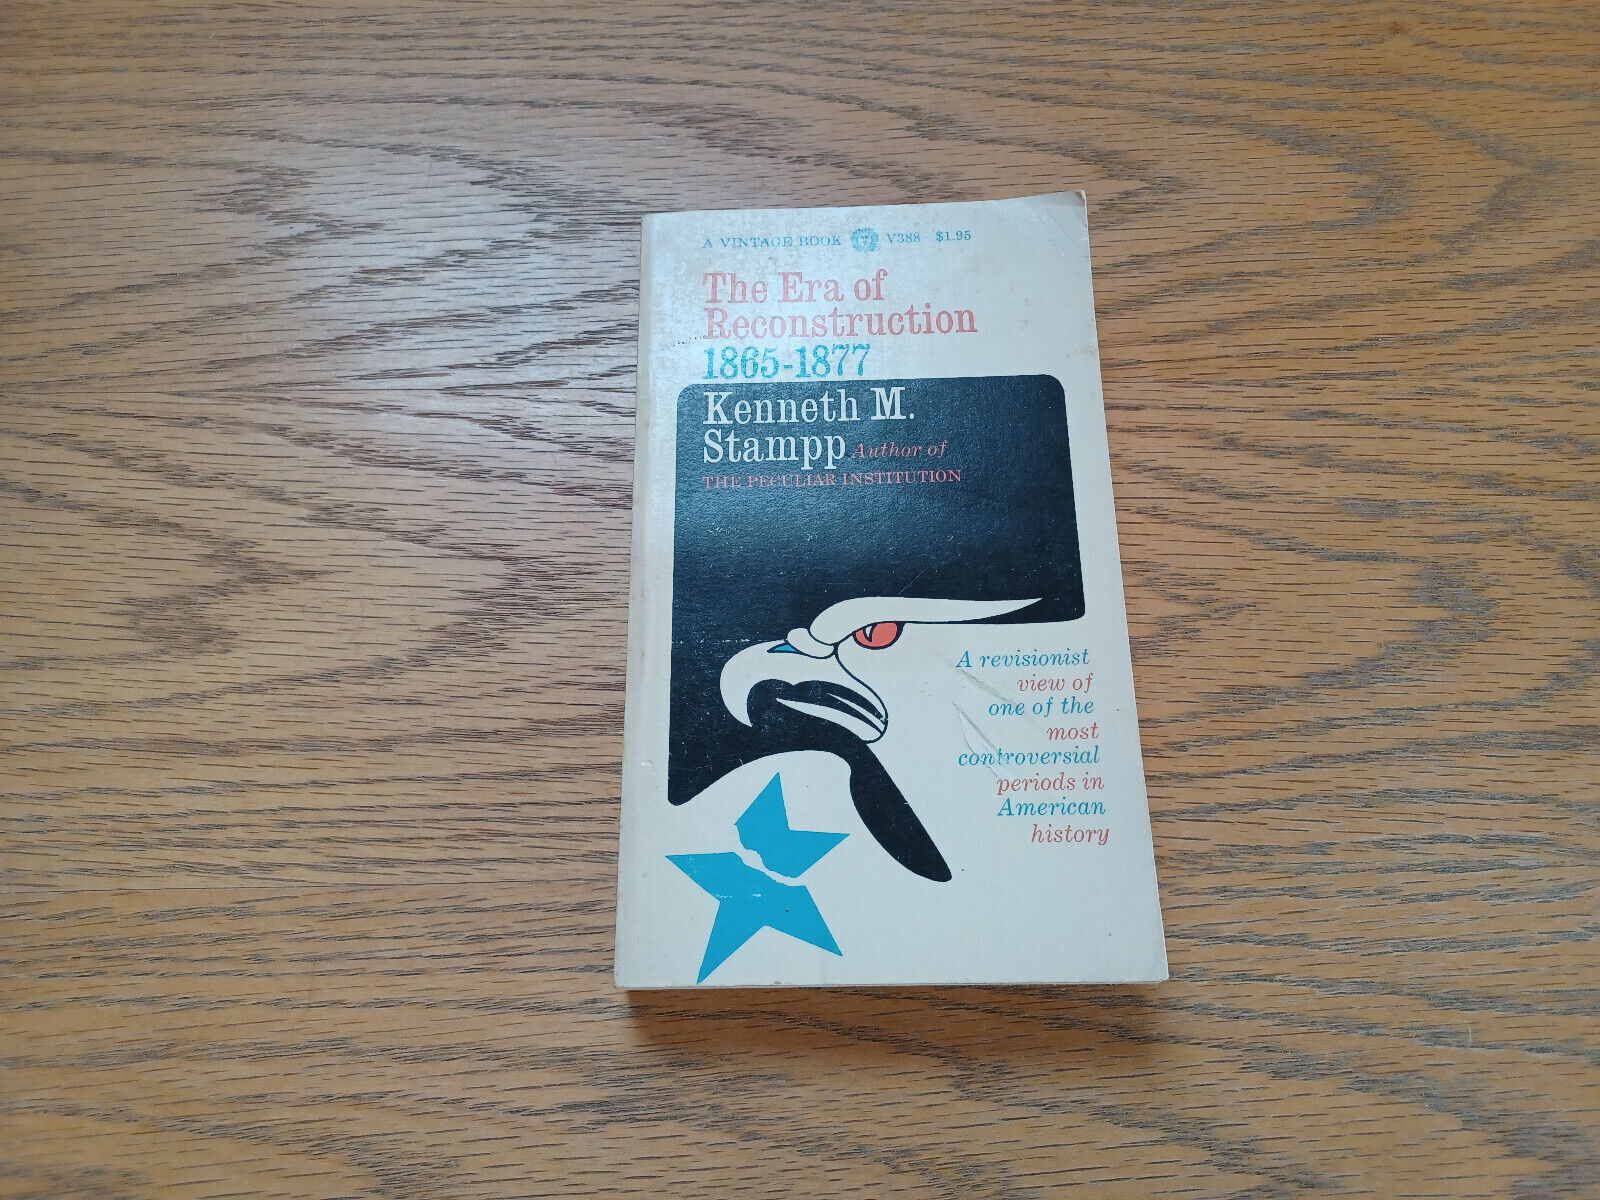 A VINTAGE BOOK V388 $1.95
The Era of
Reconstruction
1865-1877
Kenneth M.
Stampp Author of
THE PECULIAR INSTITUTION
A revisionist
view of
one of the
most
controversial
periods in
American
history